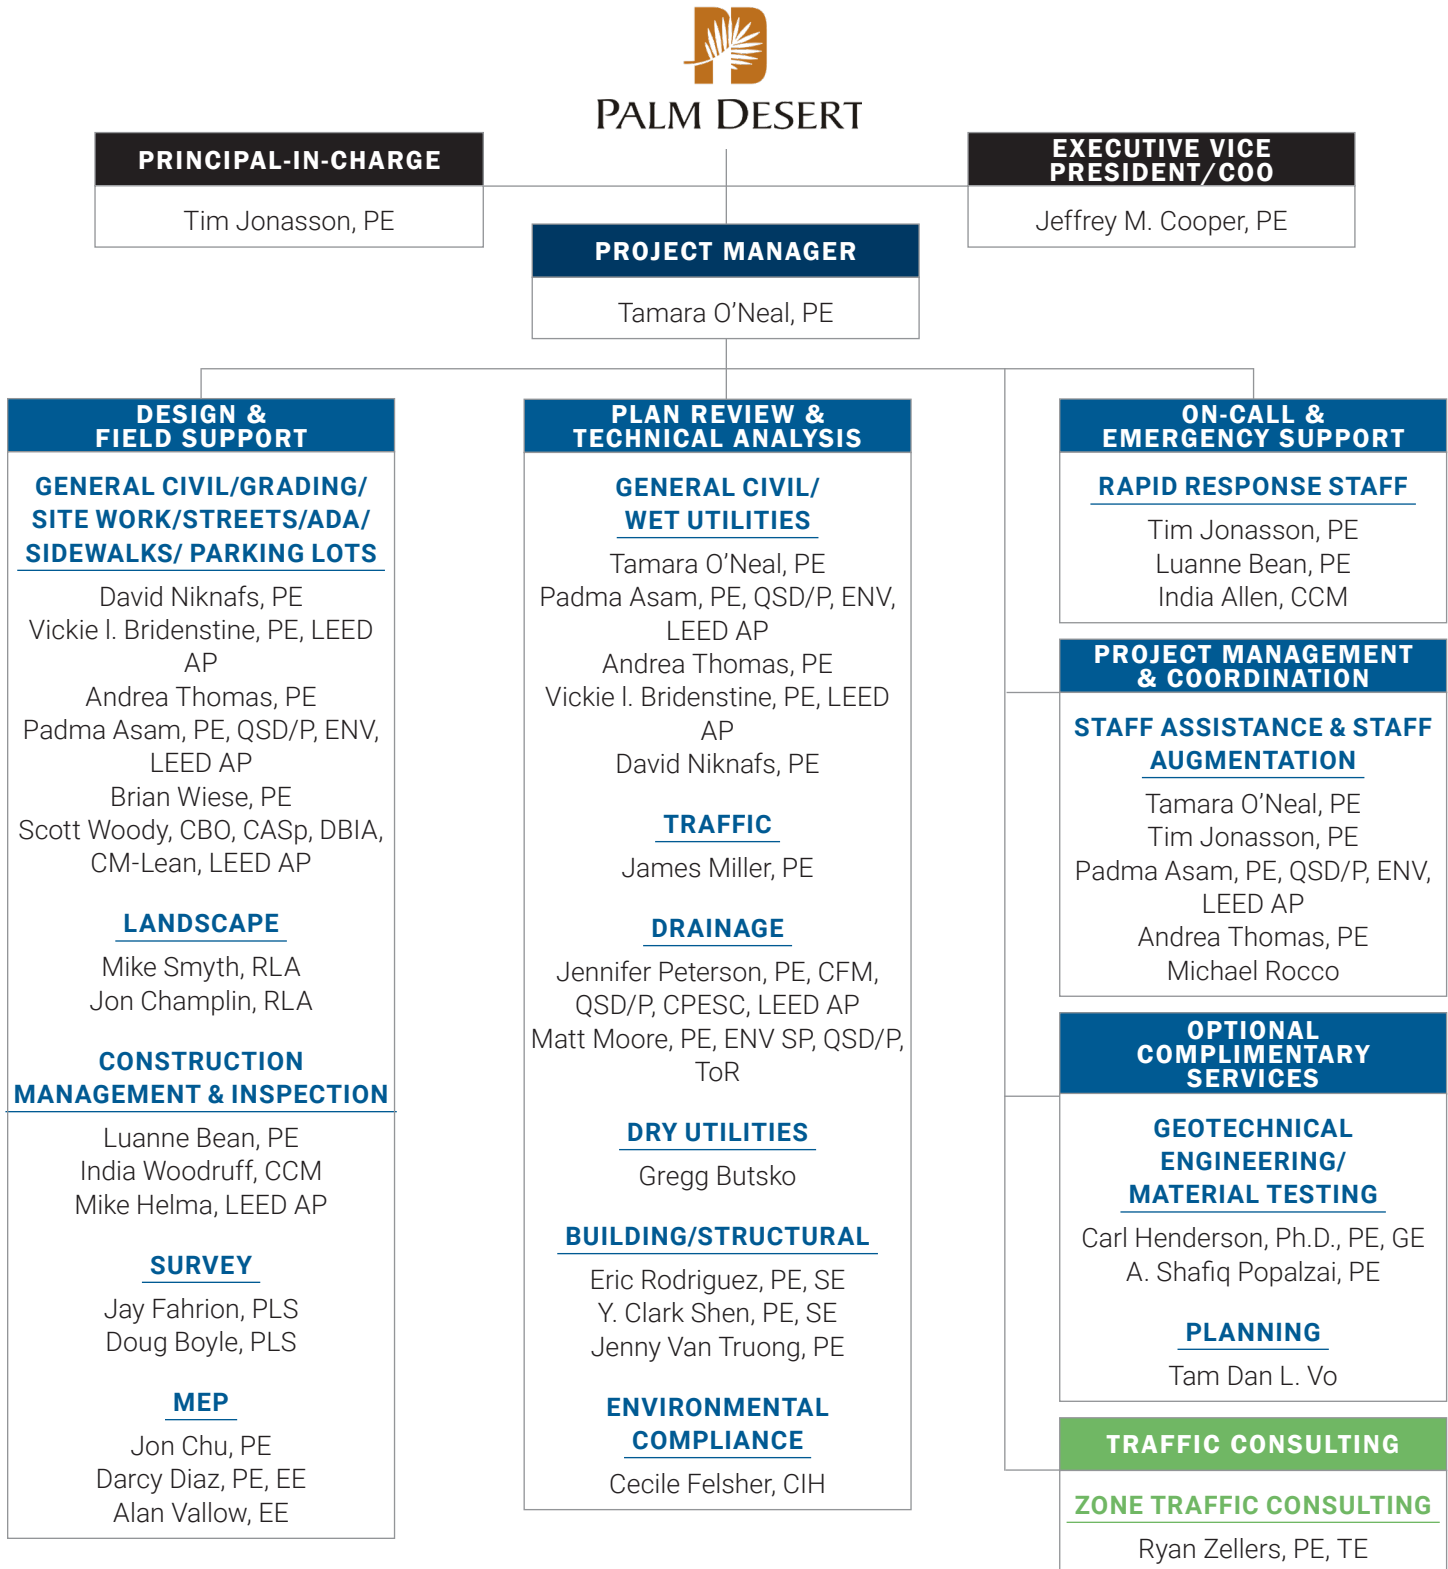 PALM DESERT
PRINCIPAL-IN-CHARGE
Tim Jonasson, PE
EXECUTIVE VICE
PRESIDENT/COO
Jeffrey M. Cooper, PE
PROJECT MANAGER
Tamara O’Neal, PE
DESIGN &
FIELD SUPPORT
GENERAL CIVIL/GRADING/
SITE WORK/STREETS/ADA/
SIDEWALKS/ PARKING LOTS
David Niknafs, PE
Vickie l. Bridenstine, PE, LEED
AP
Andrea Thomas, PE
Padma Asam, PE, QSD/P, ENV,
LEED AP
Brian Wiese, PE
Scott Woody, CBO, CASp, DBIA,
CM-Lean, LEED AP
LANDSCAPE
Mike Smyth, RLA
Jon Champlin, RLA
CONSTRUCTION
MANAGEMENT & INSPECTION
Luanne Bean, PE
India Woodruff, CCM
Mike Helma, LEED AP
SURVEY
Jay Fahrion, PLS
Doug Boyle, PLS
MEP
Jon Chu, PE
Darcy Diaz, PE, EE
Alan Vallow, EE
PLAN REVIEW &
TECHNICAL ANALYSIS
GENERAL CIVIL/
WET UTILITIES
Tamara O’Neal, PE
Padma Asam, PE, QSD/P, ENV,
LEED AP
Andrea Thomas, PE
Vickie l. Bridenstine, PE, LEED
AP
David Niknafs, PE
TRAFFIC
James Miller, PE
DRAINAGE
Jennifer Peterson, PE, CFM,
QSD/P, CPESC, LEED AP
Matt Moore, PE, ENV SP, QSD/P,
ToR
DRY UTILITIES
Gregg Butsko
BUILDING/STRUCTURAL
Eric Rodriguez, PE, SE
Y. Clark Shen, PE, SE
Jenny Van Truong, PE
ENVIRONMENTAL
COMPLIANCE
Cecile Felsher, CIH
ON-CALL &
EMERGENCY SUPPORT
RAPID RESPONSE STAFF
Tim Jonasson, PE
Luanne Bean, PE
India Allen, CCM
PROJECT MANAGEMENT
& COORDINATION
STAFF ASSISTANCE & STAFF
AUGMENTATION
Tamara O’Neal, PE
Tim Jonasson, PE
Padma Asam, PE, QSD/P, ENV,
LEED AP
Andrea Thomas, PE
Michael Rocco
OPTIONAL
COMPLIMENTARY
SERVICES
GEOTECHNICAL
ENGINEERING/
MATERIAL TESTING
Carl Henderson, Ph.D., PE, GE
A. Shafiq Popalzai, PE
PLANNING
Tam Dan L. Vo
TRAFFIC CONSULTING
ZONE TRAFFIC CONSULTING
Ryan Zellers, PE, TE